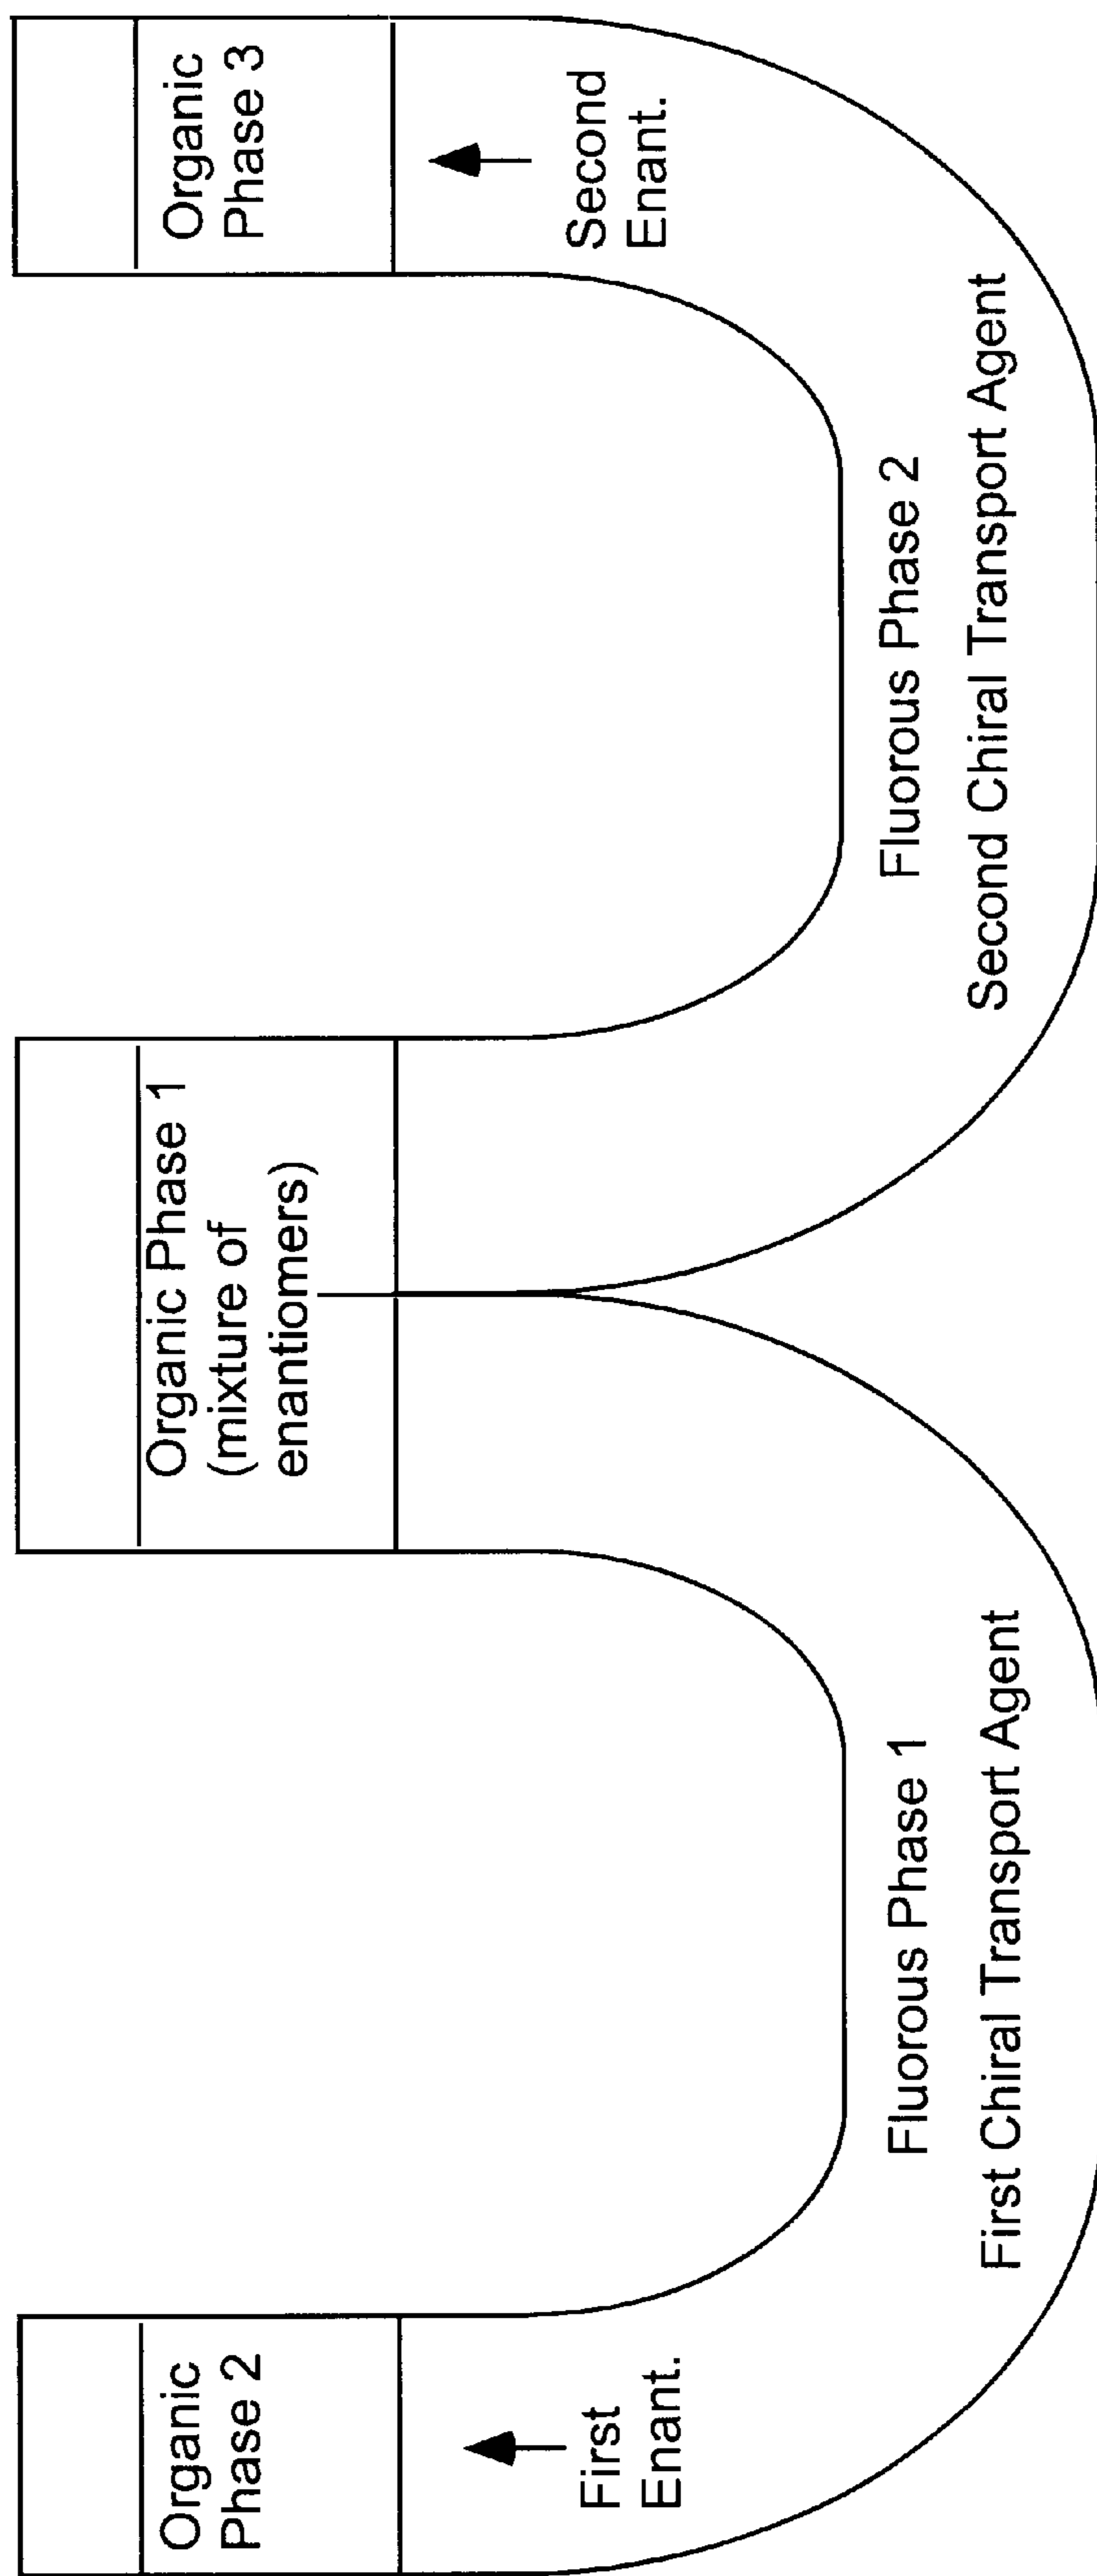 Organic
Phase 2
First
Enant.
Organic Phase 1
(mixture of
enantiomers)
Organic
Phase 3
Second
Enant.
Fluorous Phase 1
First Chiral Transport Agent
Fluorous Phase 2
Second Chiral Transport Agent